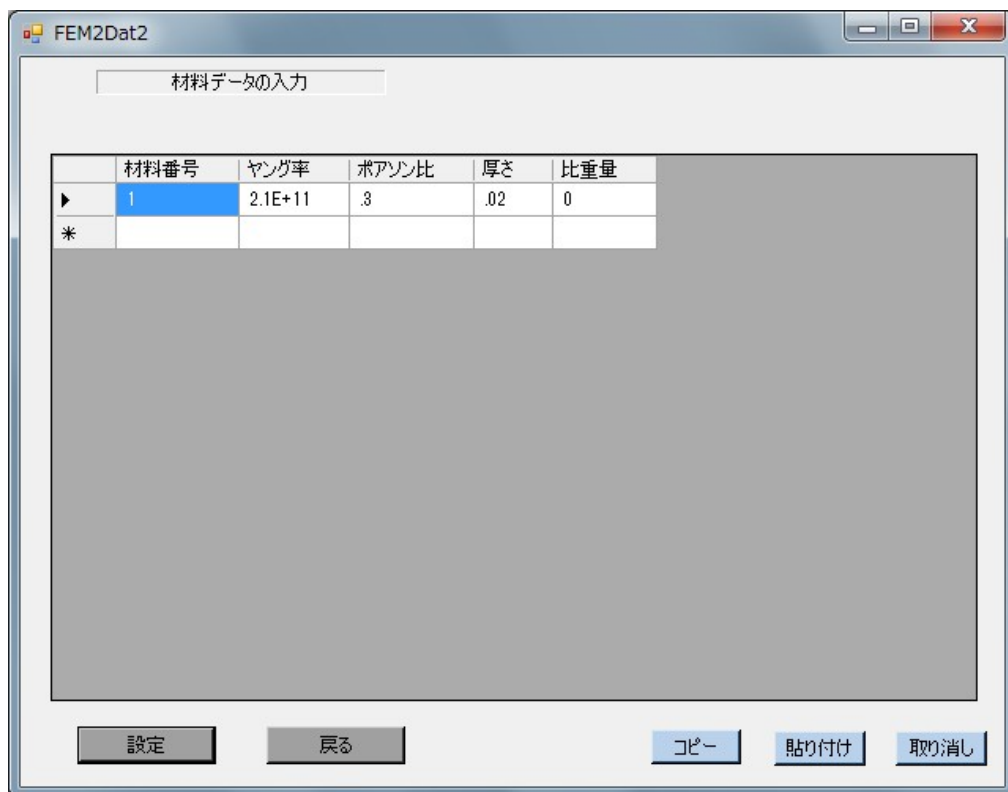 FEM2Dat2
材料データの入力
材料番号 ヤング率 ポアソン比 厚さ 比重量
1 2.1E+11 .3 .02 0
設定 戻る コピー 貼り付け 取り消し